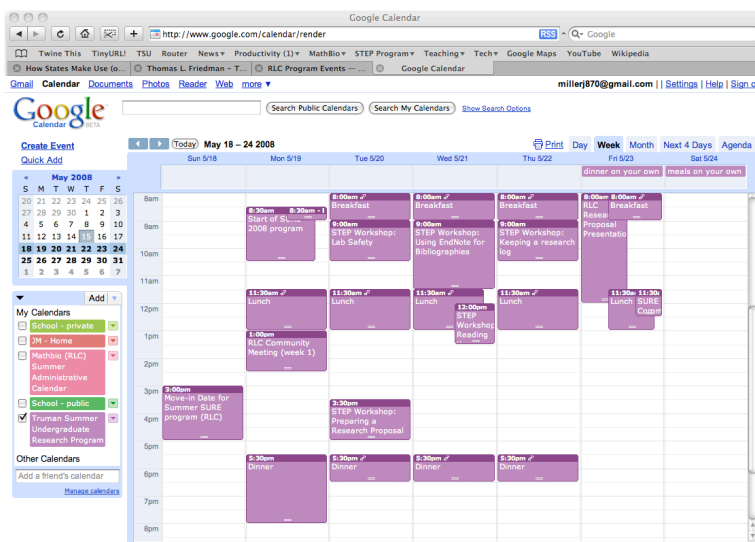 Google Calendar
http://www.google.com/calendar/render
RSS
Google
Twine This TinyURL! TSU Router News Productivity (1) MathBio STEP Program Teaching Tech Google Maps YouTube Wikipedia
How States Make Use (o... Thomas L. Friedman – T... RLC Program Events — ... Google Calendar
Gmail Calendar Documents Photos Reader Web more
millerj870@gmail.com | | Settings | Help | Sign
Google
Calendar BETA
Search Public Calendars Search My Calendars Show Search Options
Create Event
Quick Add
Today May 18 – 24 2008
Print Day Week Month Next 4 Days Agenda
« May 2008 »
S M T W T F S
20 21 22 23 24 25 26
27 28 29 30 1 2 3
4 5 6 7 8 9 10
11 12 13 14 15 16 17
18 19 20 21 22 23 24
25 26 27 28 29 30 31
1 2 3 4 5 6 7
Add
My Calendars
School - private
JM - Home
Mathbio (RLC)
Summer
Administrative
Calendar
School - public
Truman Summer
Undergraduate
Research Program
Other Calendars
Add a friend's calendar
Manage calendars
Sun 5/18 Mon 5/19 Tue 5/20 Wed 5/21 Thu 5/22 Fri 5/23 Sat 5/24
dinner on your own meals on your own
8am
9am
10am
11am
12pm
1pm
2pm
3pm
4pm
5pm
6pm
7pm
8pm
3:00pm
Move-in Date for
Summer SURE
program (RLC)
8:30am 8:30am –
Start of SURE
2008 program
11:30am
Lunch
1:00pm
RLC Community
Meeting (week 1)
5:30pm
Dinner
8:00am
Breakfast
9:00am
STEP Workshop:
Lab Safety
11:30am
Lunch
3:30pm
STEP Workshop:
Preparing a
Research Proposal
5:30pm
Dinner
8:00am
Breakfast
9:00am
STEP Workshop:
Using EndNote for
Bibliographies
11:30am
Lunch
12:00pm
STEP
Workshop
Reading
5:30pm
Dinner
8:00am
Breakfast
9:00am
STEP Workshop:
Keeping a research
log
11:30am
Lunch
5:30pm
Dinner
8:00am
RLC
Resea
Proposal
Presentatio
8:00am
Breakfast
11:30a
Lunch
11:30a
SURE
Comm